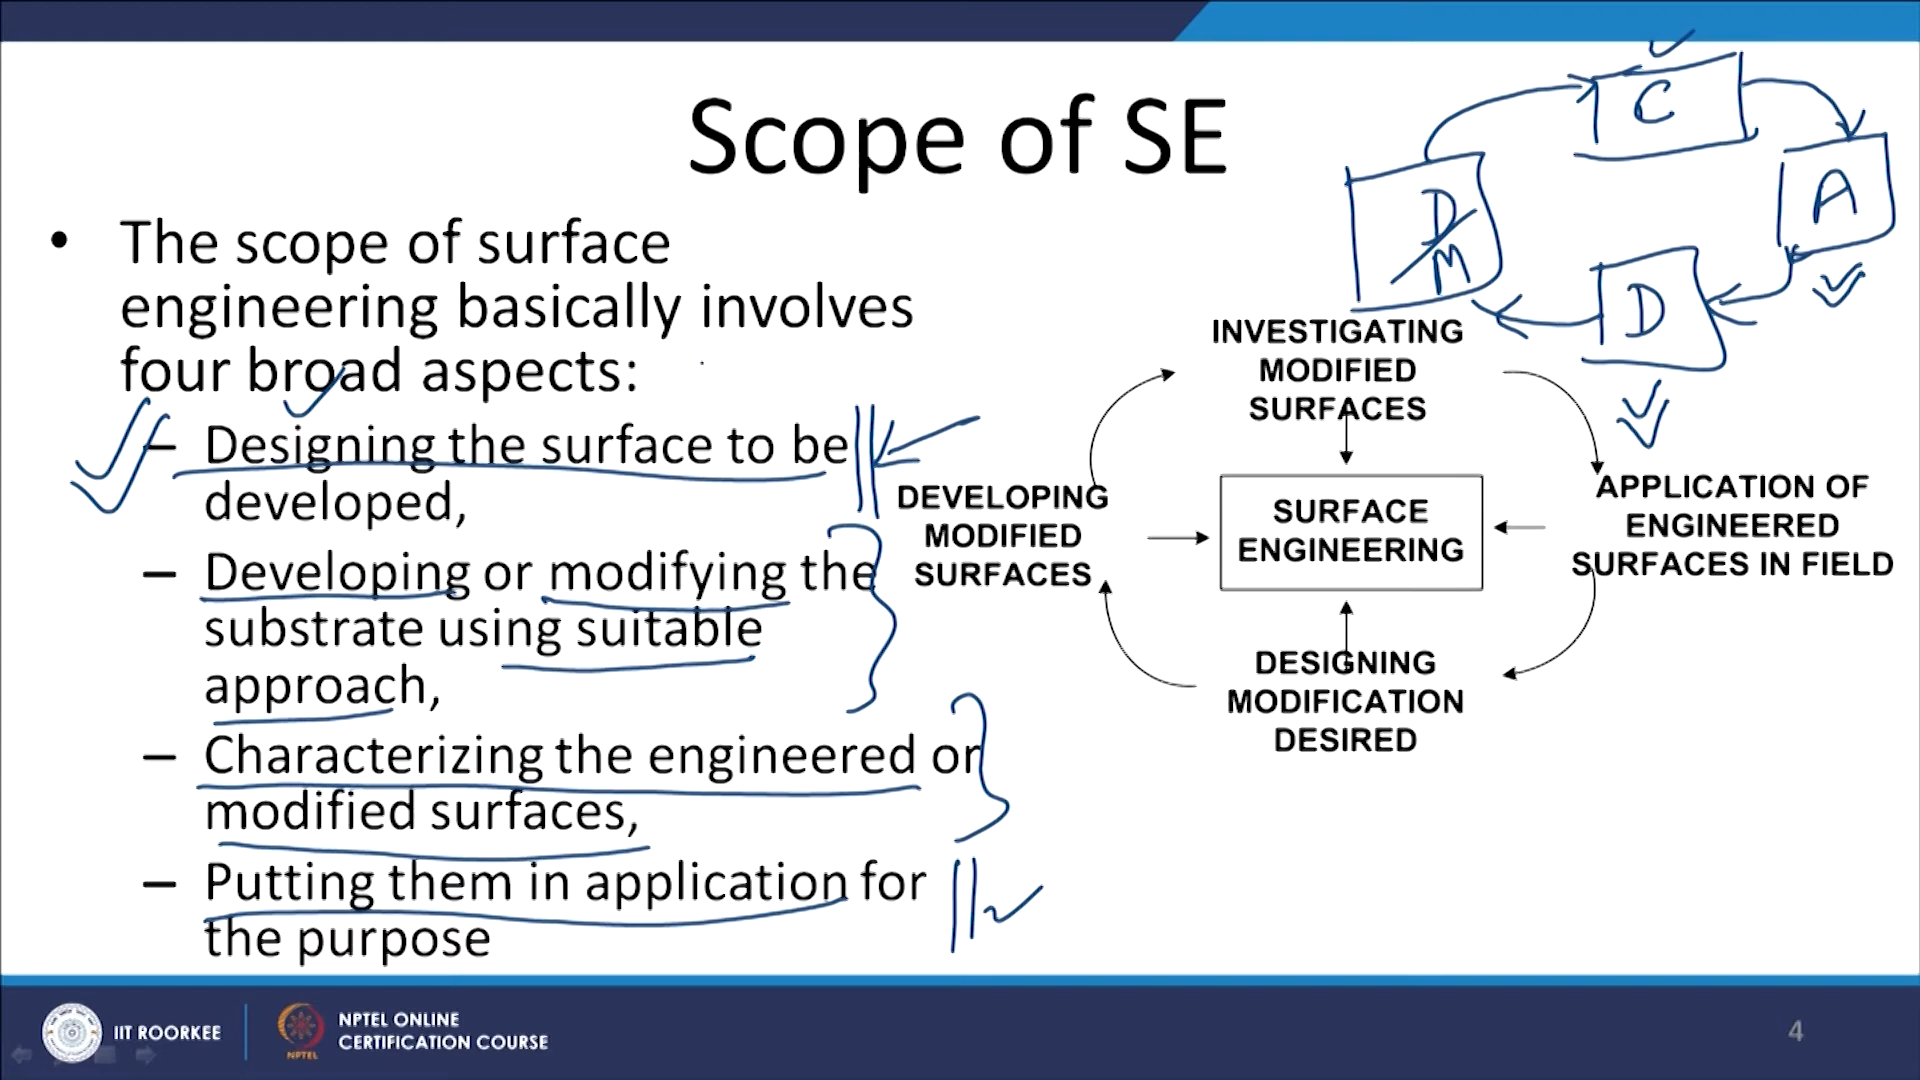 Scope of SE
• The scope of surface
engineering basically involves
four broad aspects:
– Designing the surface to be
developed,
– Developing or modifying the
substrate using suitable
approach,
– Characterizing the engineered or
modified surfaces,
– Putting them in application for
the purpose
C
A
D/M
D
INVESTIGATING
MODIFIED
SURFACES
DEVELOPING
MODIFIED
SURFACES
SURFACE
ENGINEERING
APPLICATION OF
ENGINEERED
SURFACES IN FIELD
DESIGNING
MODIFICATION
DESIRED
IIT ROORKEE
NPTEL
NPTEL ONLINE
CERTIFICATION COURSE
4